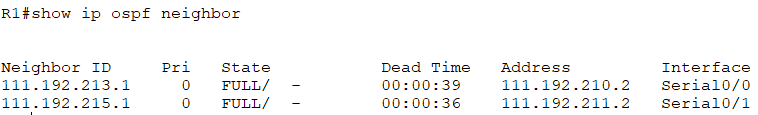 R1#show ip ospf neighbor
Neighbor ID     Pri   State           Dead Time   Address         Interface
111.192.213.1     0   FULL/  -        00:00:39    111.192.210.2   Serial0/0
111.192.215.1     0   FULL/  -        00:00:36    111.192.211.2   Serial0/1